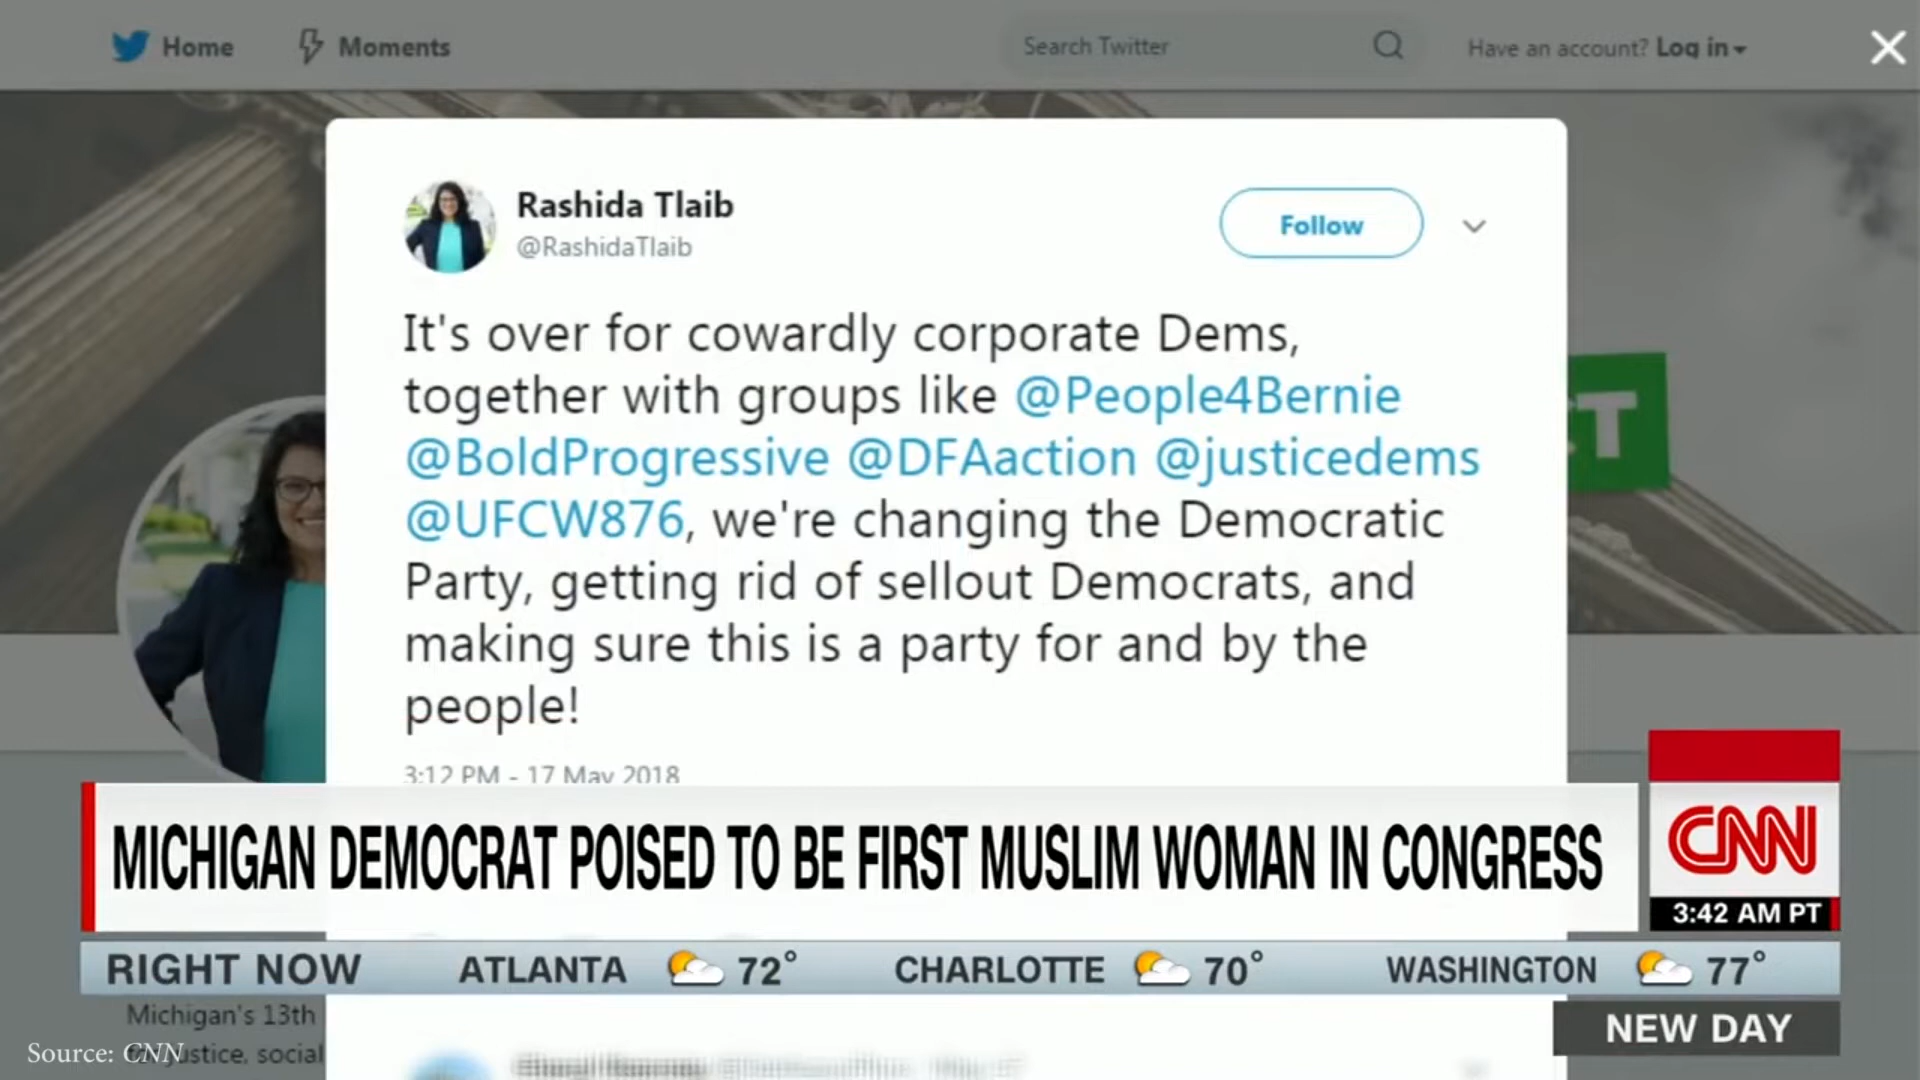 Home
Moments
Search Twitter
Have an account? Log in
Rashida Tlaib
@RashidaTlaib
Follow
It's over for cowardly corporate Dems,
together with groups like @People4Bernie
@BoldProgressive @DFAaction @justicedems
@UFCW876, we're changing the Democratic
Party, getting rid of sellout Democrats, and
making sure this is a party for and by the
people!
3:12 PM - 17 May 2018
T
MICHIGAN DEMOCRAT POISED TO BE FIRST MUSLIM WOMAN IN CONGRESS
CNN
3:42 AM PT
RIGHT NOW ATLANTA 72° CHARLOTTE 70° WASHINGTON 77°
Michigan's 13th
NEW DAY
Source: CNN
justice, social